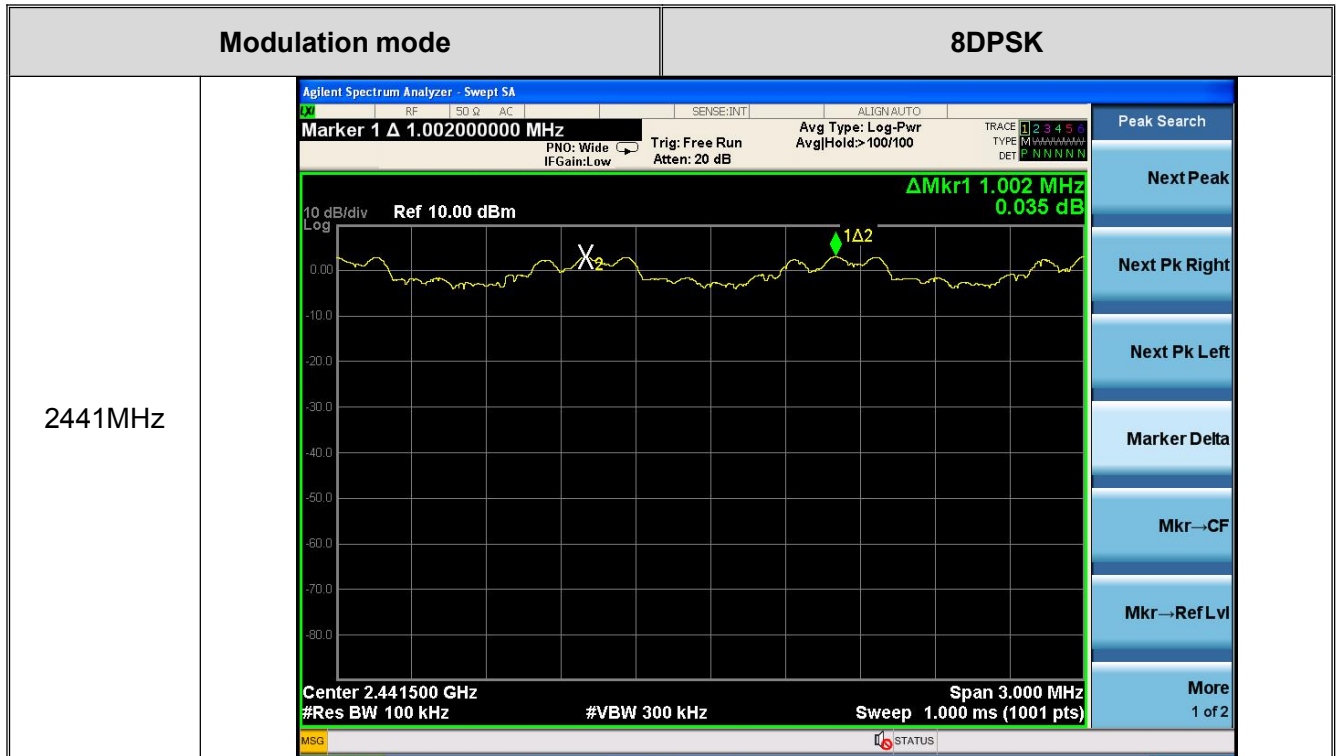 Modulation mode 8DPSK
2441MHz
Agilent Spectrum Analyzer - Swept SA
LXI RF 50 Ω AC SENSE:INT ALIGN AUTO
Marker 1 Δ 1.002000000 MHz
PNO: Wide
IFGain:Low
Trig: Free Run
Atten: 20 dB
Avg Type: Log-Pwr
Avg|Hold:>100/100
TRACE 1 2 3 4 5 6
TYPE M WWWWW
DET P N N N N N
ΔMkr1 1.002 MHz
0.035 dB
10 dB/div Ref 10.00 dBm
Log
1Δ2
X2
0.00
-10.0
-20.0
-30.0
-40.0
-50.0
-60.0
-70.0
-80.0
Center 2.441500 GHz Span 3.000 MHz
#Res BW 100 kHz #VBW 300 kHz Sweep 1.000 ms (1001 pts)
MSG STATUS
Peak Search
Next Peak
Next Pk Right
Next Pk Left
Marker Delta
Mkr→CF
Mkr→Ref Lvl
More
1 of 2